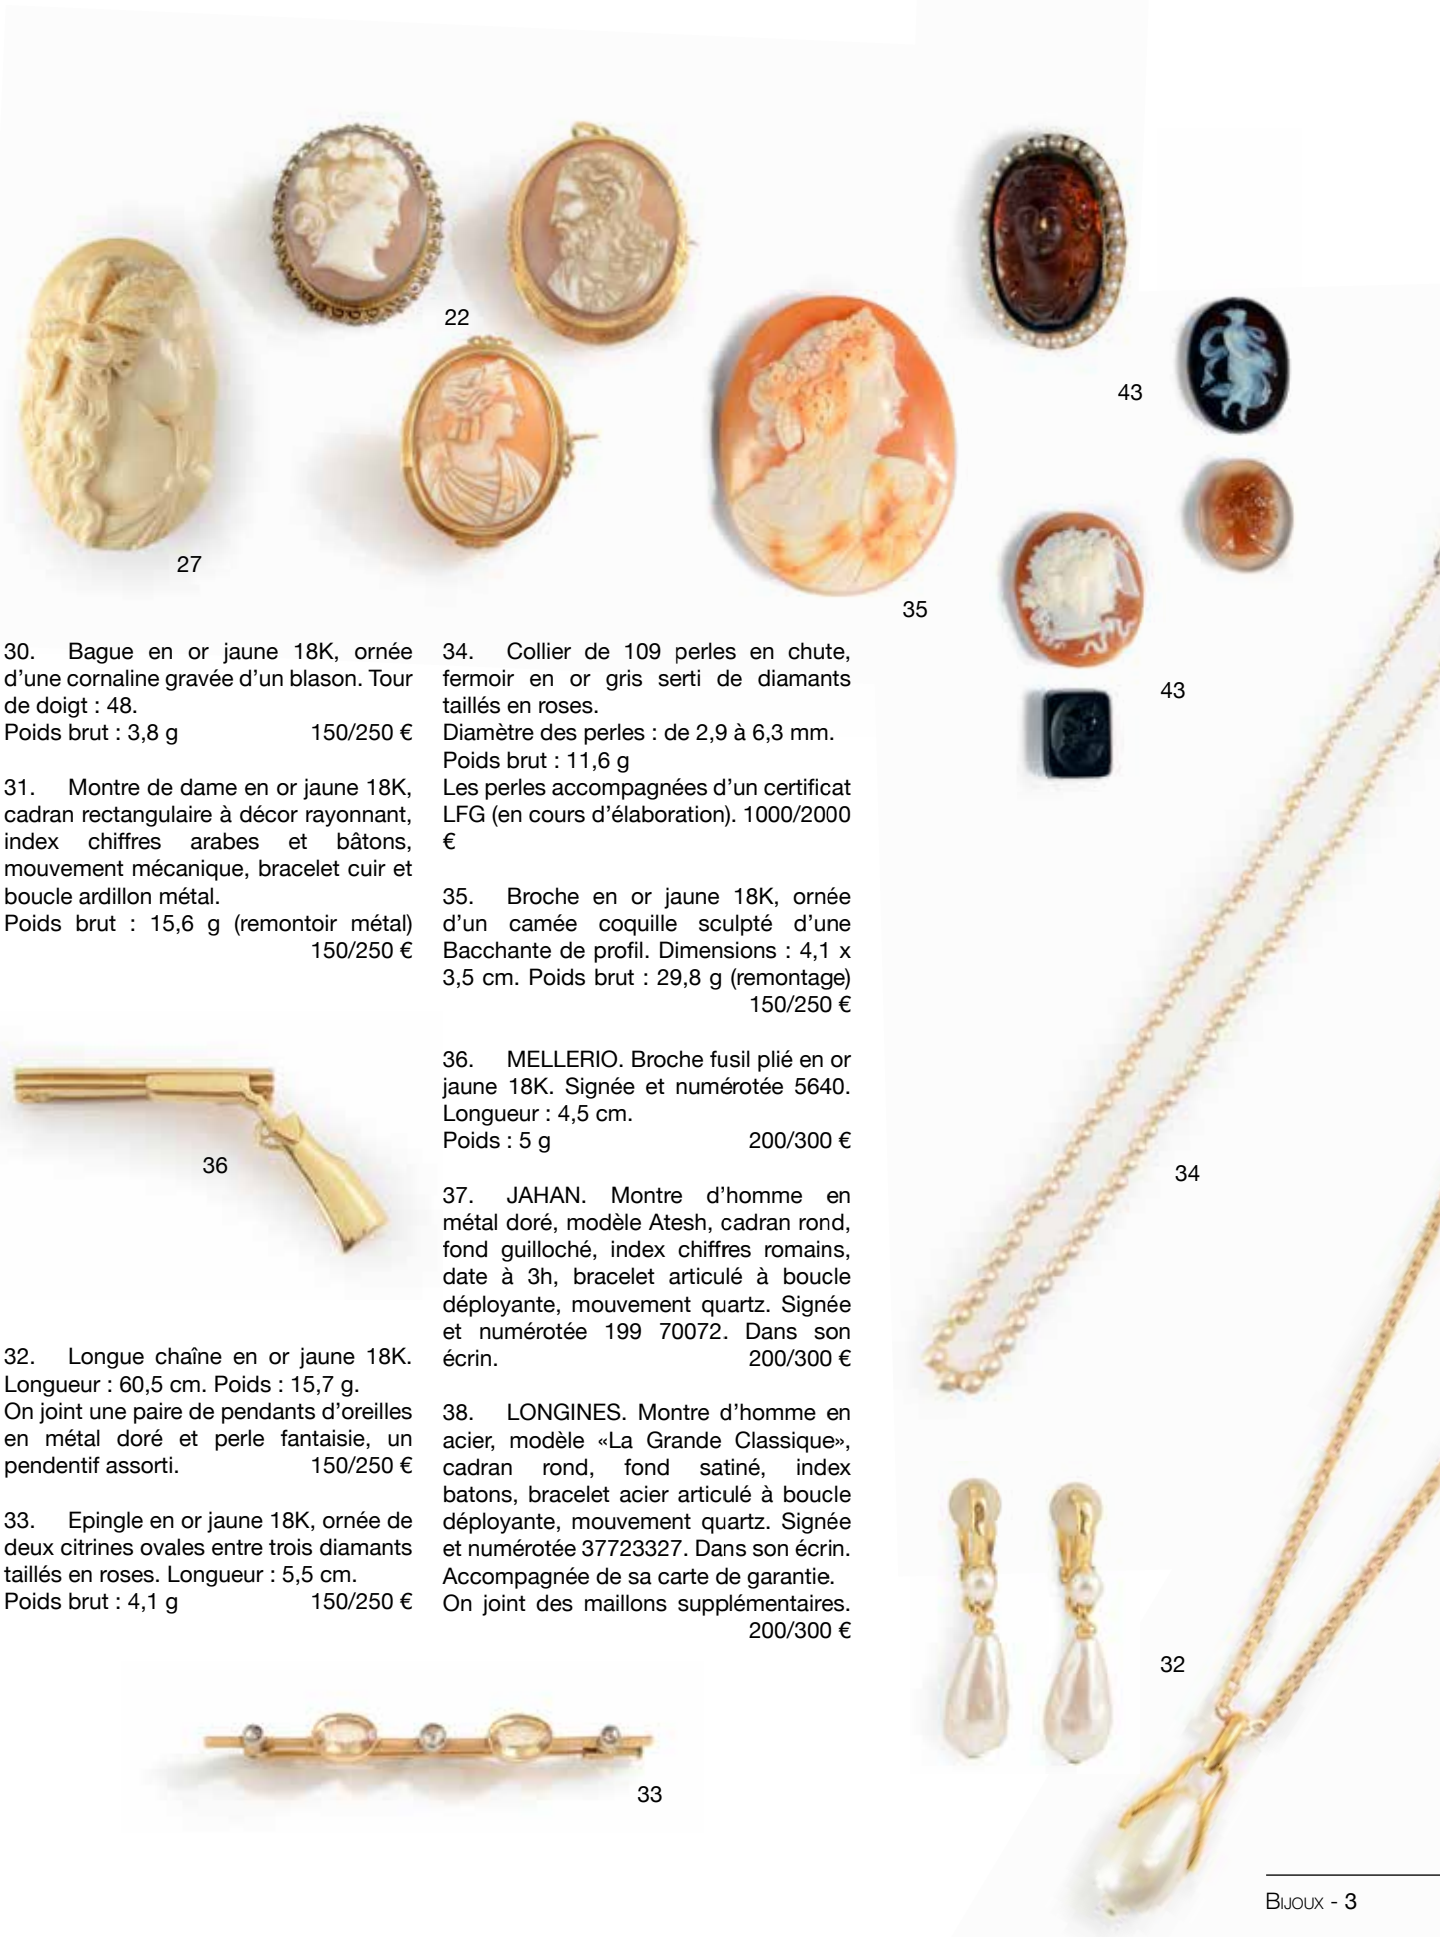 22
43
27
35
43
30. Bague en or jaune 18K, ornée
d'une cornaline gravée d'un blason. Tour
de doigt : 48.
Poids brut : 3,8 g 150/250 €
31. Montre de dame en or jaune 18K,
cadran rectangulaire à décor rayonnant,
index chiffres arabes et bâtons,
mouvement mécanique, bracelet cuir et
boucle ardillon métal.
Poids brut : 15,6 g (remontoir métal)
150/250 €
36
32. Longue chaîne en or jaune 18K.
Longueur : 60,5 cm. Poids : 15,7 g.
On joint une paire de pendants d'oreilles
en métal doré et perle fantaisie, un
pendentif assorti. 150/250 €
33. Epingle en or jaune 18K, ornée de
deux citrines ovales entre trois diamants
taillés en roses. Longueur : 5,5 cm.
Poids brut : 4,1 g 150/250 €
34. Collier de 109 perles en chute,
fermoir en or gris serti de diamants
taillés en roses.
Diamètre des perles : de 2,9 à 6,3 mm.
Poids brut : 11,6 g
Les perles accompagnées d'un certificat
LFG (en cours d'élaboration). 1000/2000
€
35. Broche en or jaune 18K, ornée
d'un camée coquille sculpté d'une
Bacchante de profil. Dimensions : 4,1 x
3,5 cm. Poids brut : 29,8 g (remontage)
150/250 €
36. MELLERIO. Broche fusil plié en or
jaune 18K. Signée et numérotée 5640.
Longueur : 4,5 cm.
Poids : 5 g 200/300 €
37. JAHAN. Montre d'homme en
métal doré, modèle Atesh, cadran rond,
fond guilloché, index chiffres romains,
date à 3h, bracelet articulé à boucle
déployante, mouvement quartz. Signée
et numérotée 199 70072. Dans son
écrin. 200/300 €
38. LONGINES. Montre d'homme en
acier, modèle «La Grande Classique»,
cadran rond, fond satiné, index
batons, bracelet acier articulé à boucle
déployante, mouvement quartz. Signée
et numérotée 37723327. Dans son écrin.
Accompagnée de sa carte de garantie.
On joint des maillons supplémentaires.
200/300 €
34
32
33
BIJOUX - 3